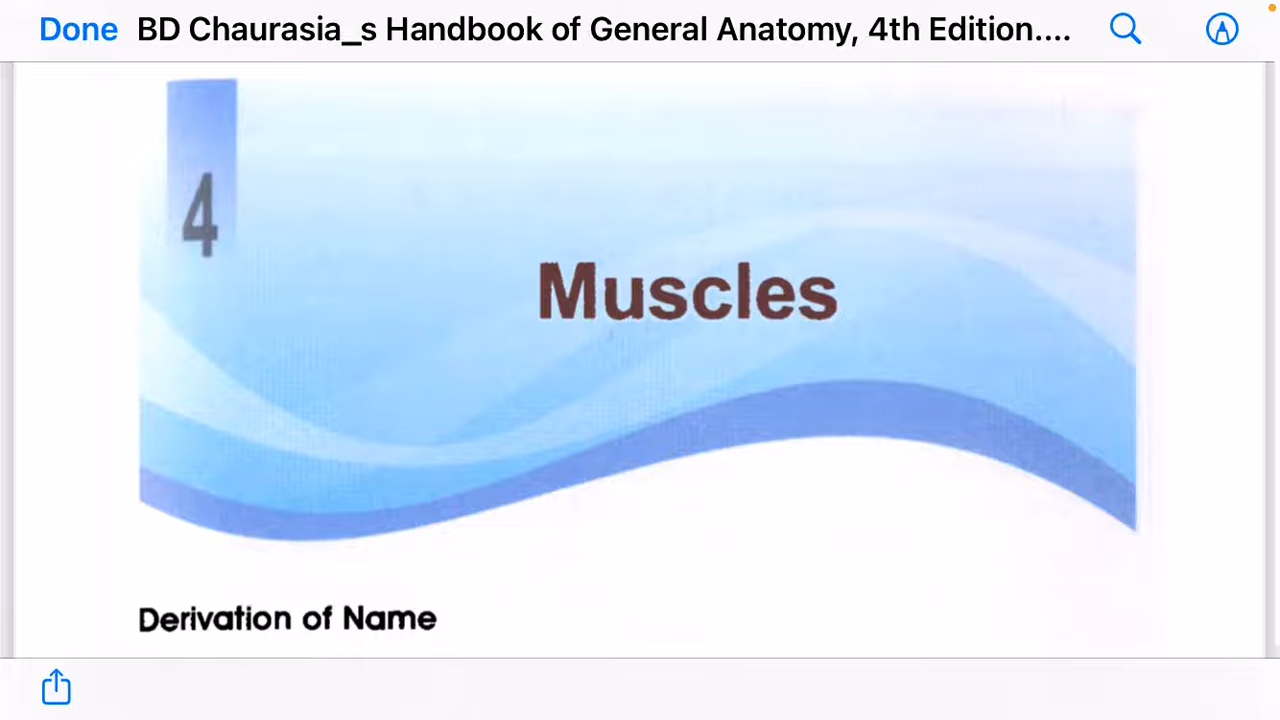 Done BD Chaurasia_s Handbook of General Anatomy, 4th Edition....
4
Muscles
Derivation of Name